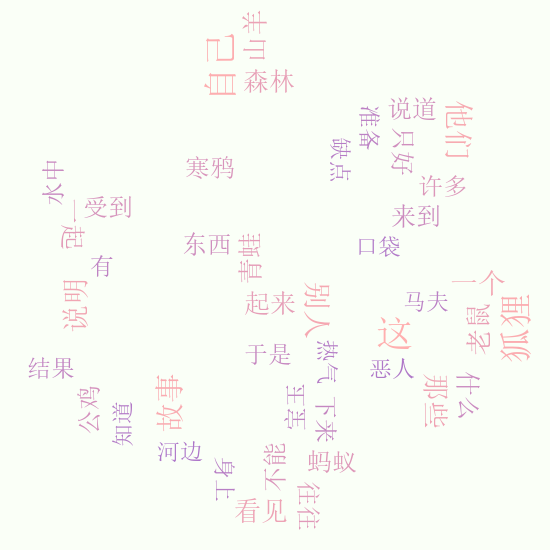 山羊
自己
森林
准备
说道
他们
只好
缺点
寒鸦
水中
许多
受到
来到
一起
东西
青蛙
口袋
有
说明
起来
别人
马夫
一个
老鼠
狐狸
这
于是
热气
恶人
结果
公鸡
知道
故事
宝玉
下来
那些
什么
河边
身上
不能
蚂蚁
看见
往往